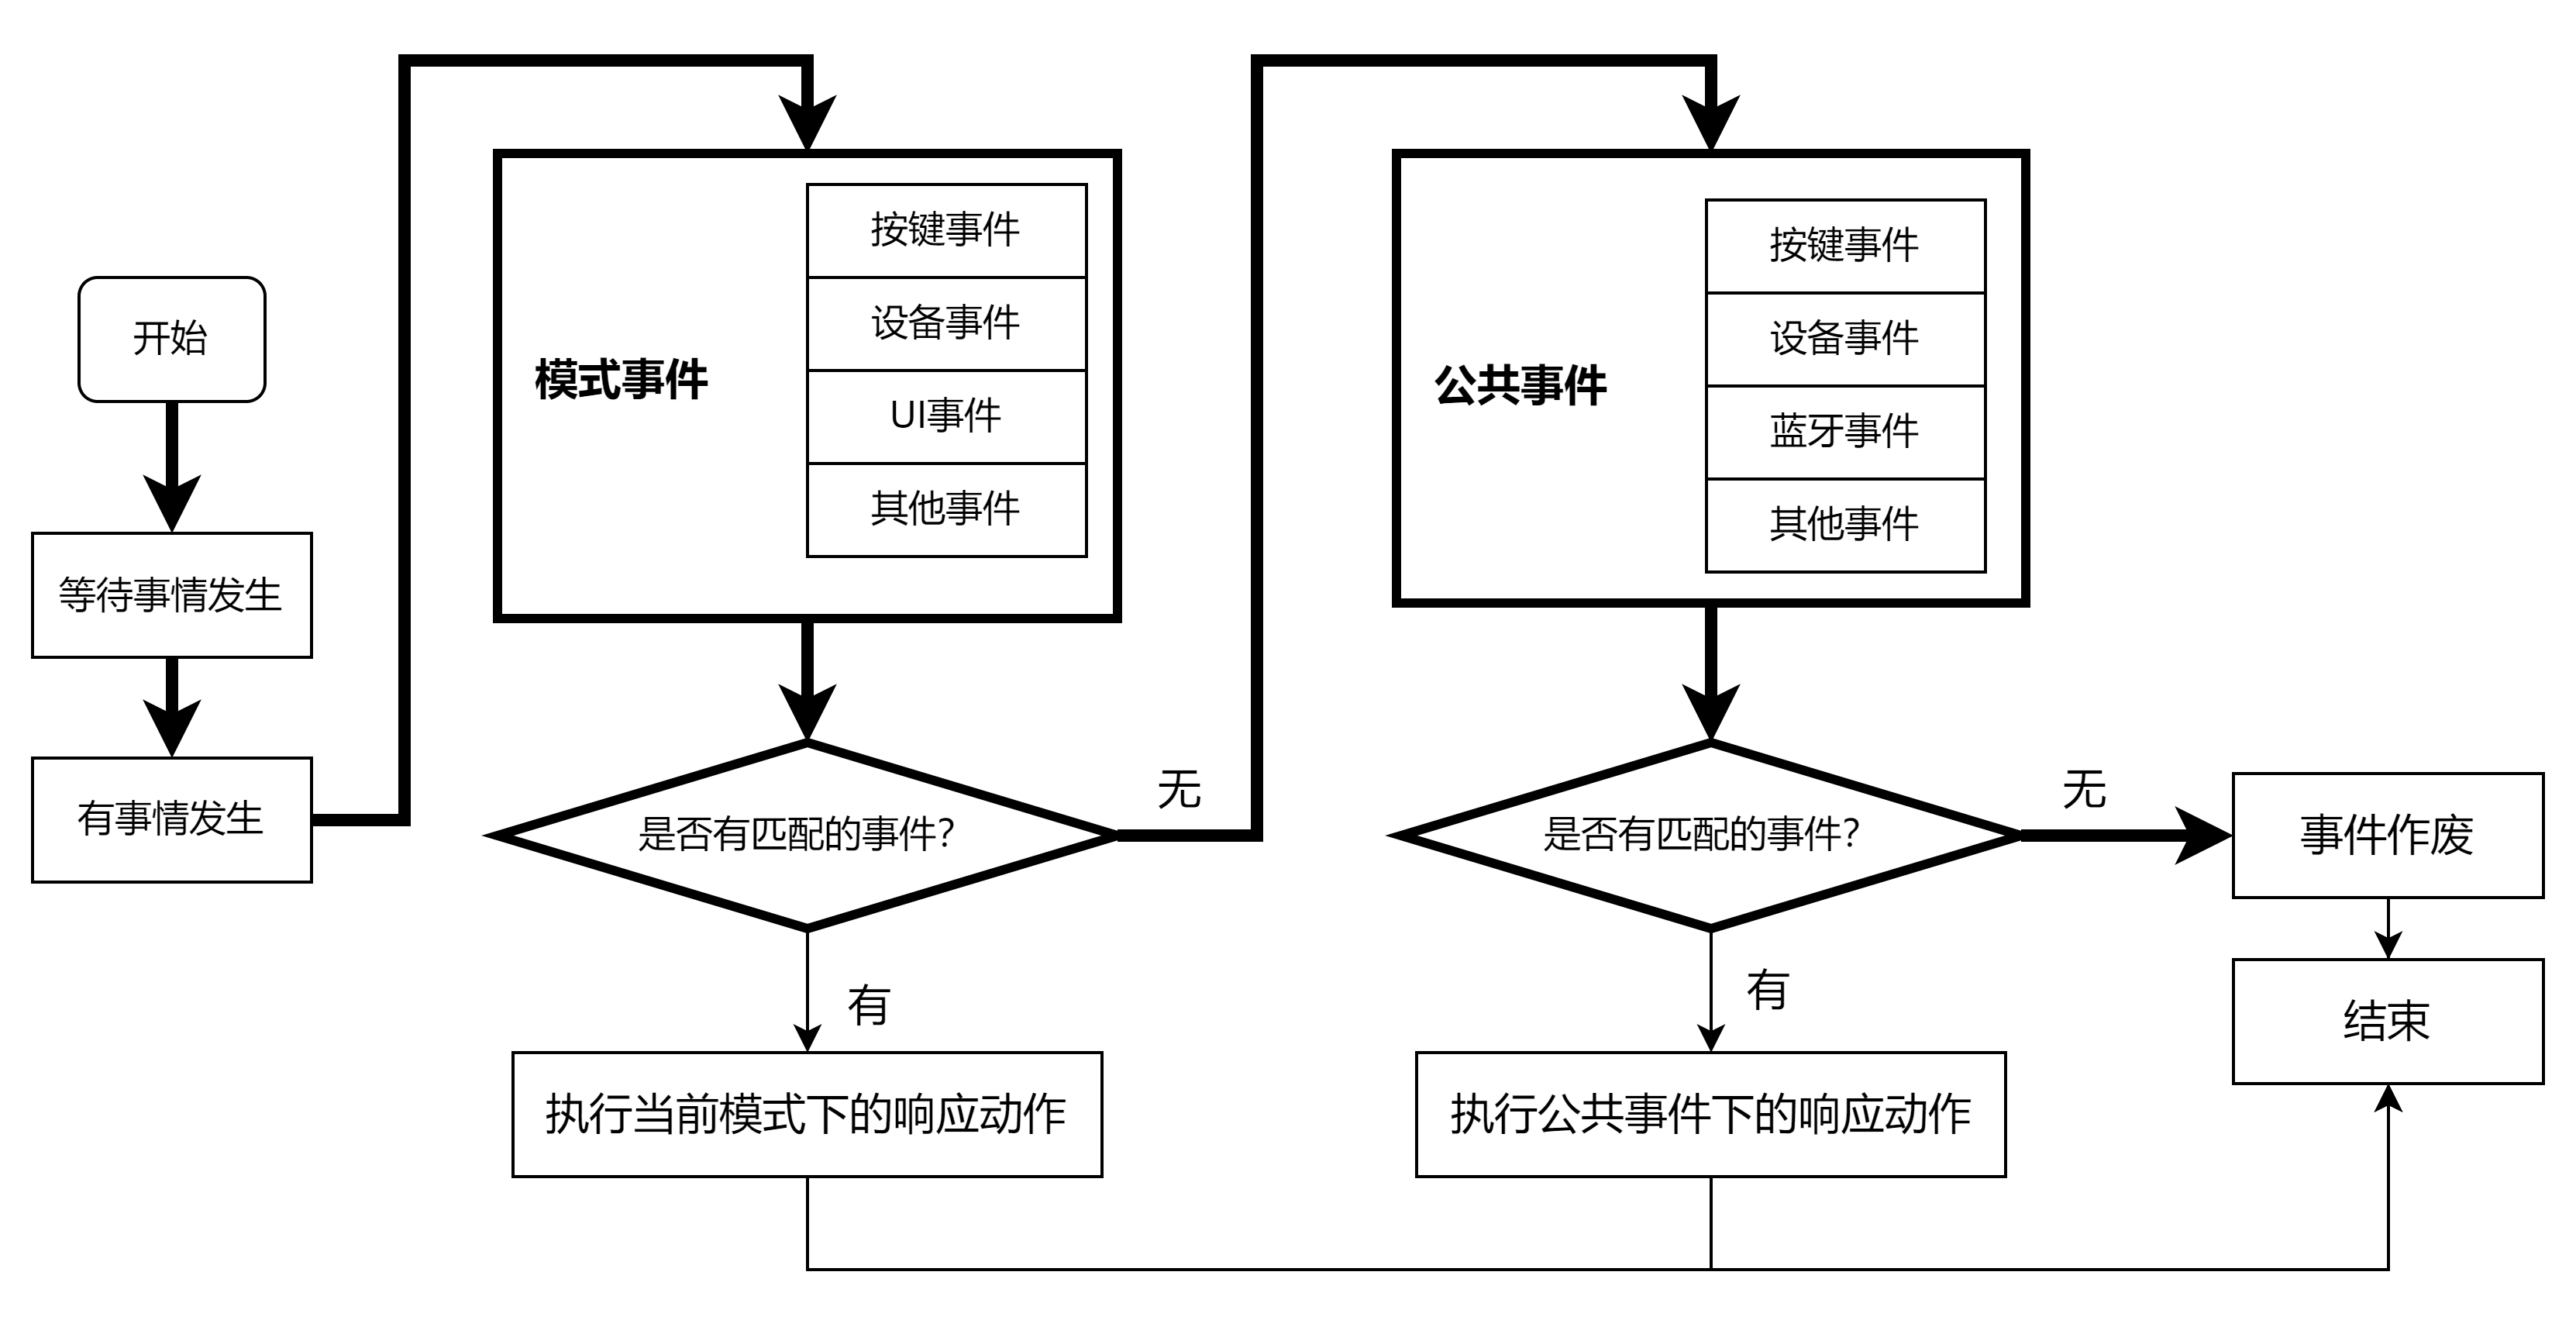 开始
等待事情发生
有事情发生
模式事件
按键事件
设备事件
UI事件
其他事件
是否有匹配的事件?
无
有
执行当前模式下的响应动作
公共事件
按键事件
设备事件
蓝牙事件
其他事件
是否有匹配的事件?
无
有
执行公共事件下的响应动作
事件作废
结束